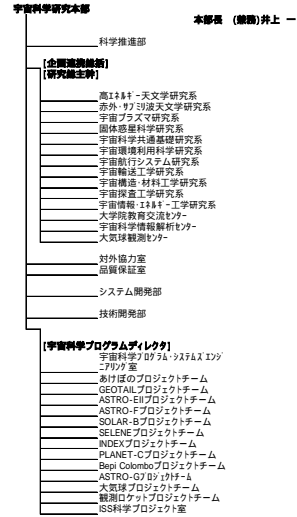 宇宙科学研究本部
本部長　(兼務)井上　一
科学推進部
[企画連携総括]
[研究総主幹]
高エネルギー天文学研究系
赤外・サブミリ波天文学研究系
宇宙プラズマ研究系
固体惑星科学研究系
宇宙科学共通基礎研究系
宇宙環境利用科学研究系
宇宙航行システム研究系
宇宙輸送工学研究系
宇宙構造・材料工学研究系
宇宙探査工学研究系
宇宙情報・エネルギー工学研究系
大学院教育交流センター
宇宙科学情報解析センター
大気球観測センター
対外協力室
品質保証室
システム開発部
技術開発部
[宇宙科学プログラムディレクタ]
宇宙科学プログラム・システムズエンジ
ニアリング室
あけぼのプロジェクトチーム
GEOTAILプロジェクトチーム
ASTRO-EIIプロジェクトチーム
ASTRO-Fプロジェクトチーム
SOLAR-Bプロジェクトチーム
SELENEプロジェクトチーム
INDEXプロジェクトチーム
PLANET-Cプロジェクトチーム
Bepi Colomboプロジェクトチーム
ASTRO-Gプロジェクトチーム
大気球プロジェクトチーム
観測ロケットプロジェクトチーム
ISS科学プロジェクト室